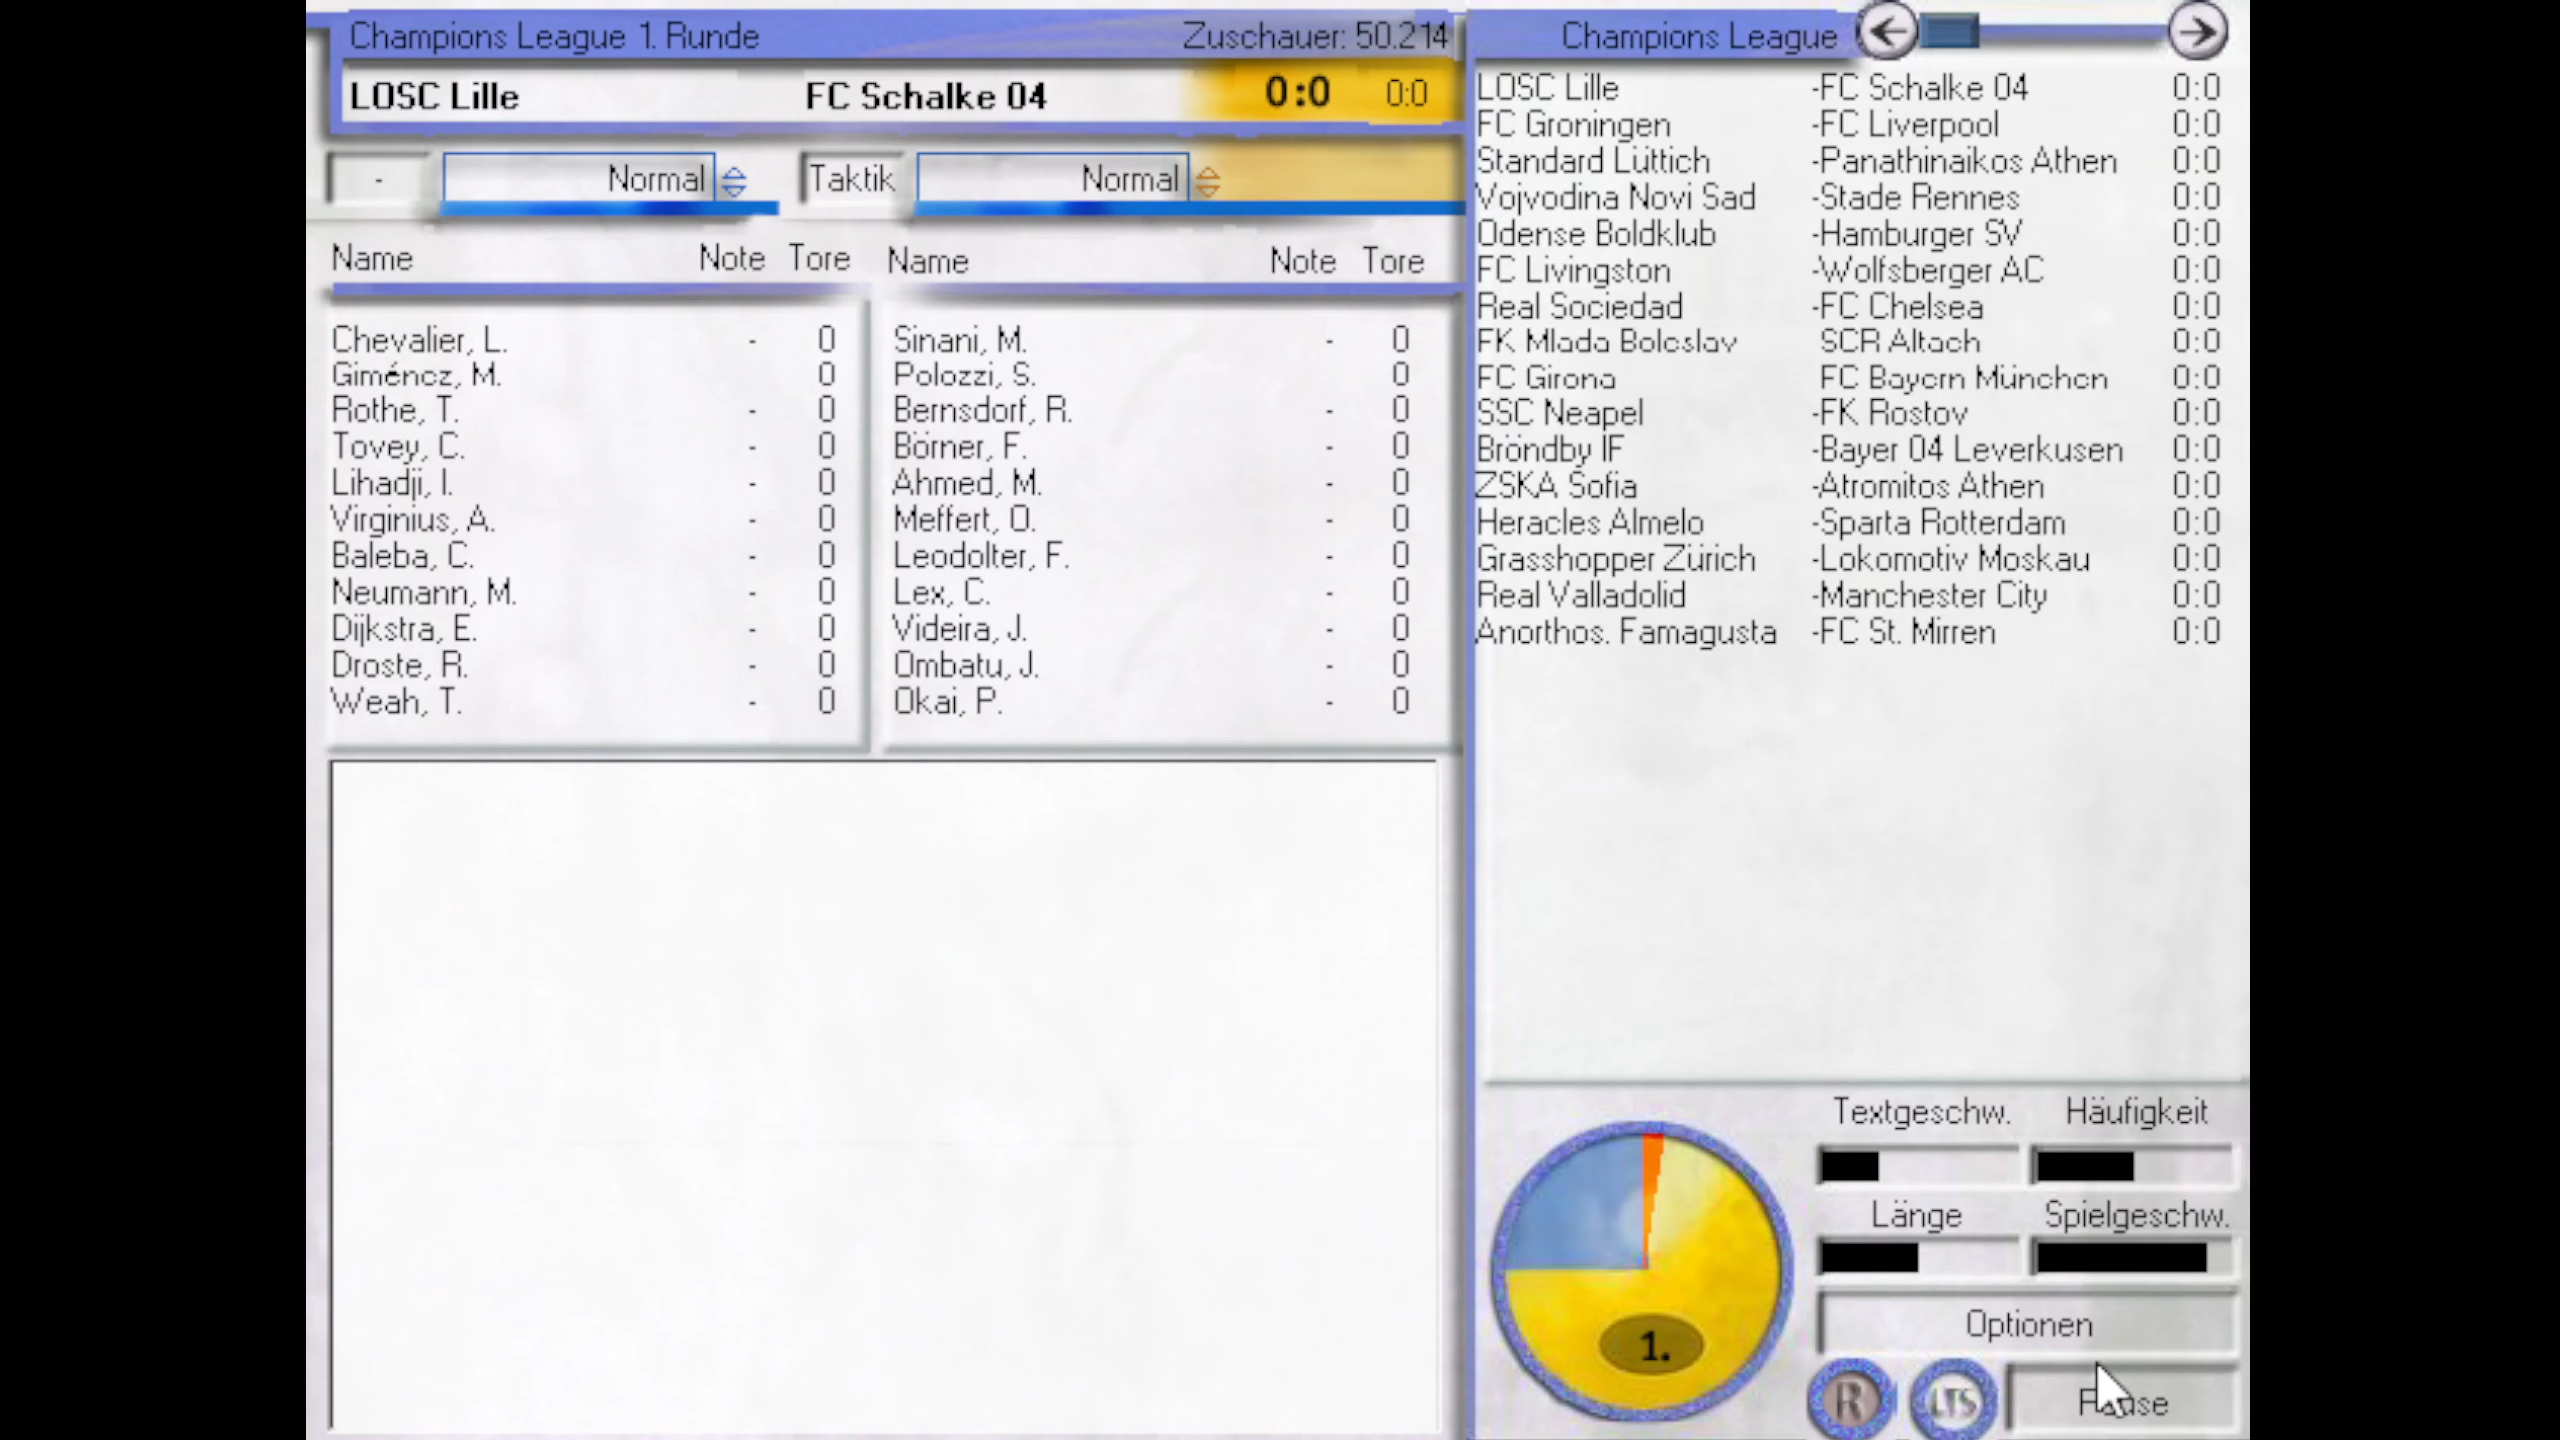 Champions League 1. Runde Zuschauer: 50.214
LOSC Lille FC Schalke 04 0:0 0:0
- Normal Taktik Normal
Name Note Tore Name Note Tore
Chevalier, L. - 0 Sinani, M. - 0
Giménez, M. 0 Polozzi, S. 0
Rothe, T. - 0 Bernsdorf, R. - 0
Tovey, C. - 0 Börner, F. - 0
Lihadji, I. - 0 Ahmed, M. - 0
Virginius, A. - 0 Meffert, O. - 0
Baleba, C. - 0 Leodolter, F. - 0
Neumann, M. - 0 Lex, C. - 0
Dijkstra, E. - 0 Videira, J. - 0
Droste, R. - 0 Ombatu, J. - 0
Weah, T. - 0 Okai, P. - 0
Champions League
LOSC Lille -FC Schalke 04 0:0
FC Groningen -FC Liverpool 0:0
Standard Lüttich -Panathinaikos Athen 0:0
Vojvodina Novi Sad -Stade Rennes 0:0
Odense Boldklub -Hamburger SV 0:0
FC Livingston -Wolfsberger AC 0:0
Real Sociedad -FC Chelsea 0:0
FK Mlada Boleslav SCR Altach 0:0
FC Girona FC Bayern München 0:0
SSC Neapel -FK Rostov 0:0
Bröndby IF -Bayer 04 Leverkusen 0:0
ZSKA Sofia -Atromitos Athen 0:0
Heracles Almelo -Sparta Rotterdam 0:0
Grasshopper Zürich -Lokomotiv Moskau 0:0
Real Valladolid -Manchester City 0:0
Anorthos. Famagusta -FC St. Mirren 0:0
Textgeschw. Häufigkeit
Länge Spielgeschw.
Optionen
1.
R LTS Pause